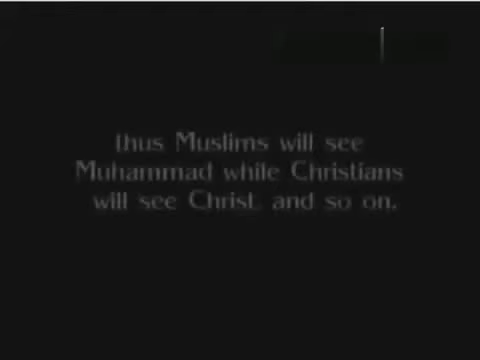 thus Muslims will see
Muhammad while Christians
will see Christ, and so on.